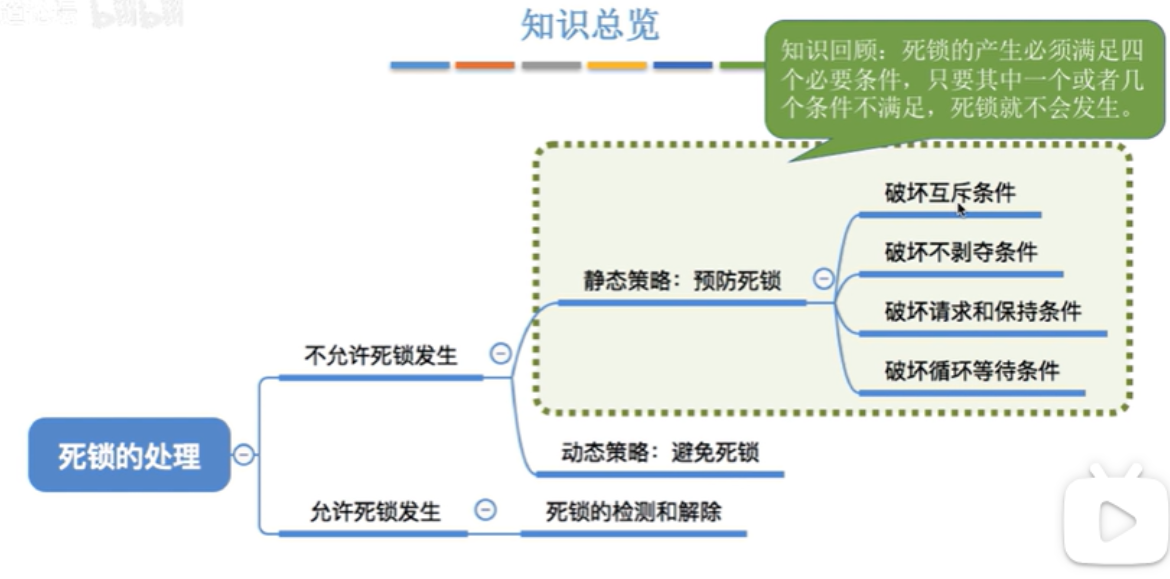 bilibili
知识总览
知识回顾：死锁的产生必须满足四
个必要条件，只要其中一个或者几
个条件不满足，死锁就不会发生。
破坏互斥条件
破坏不剥夺条件
静态策略：预防死锁
破坏请求和保持条件
不允许死锁发生
破坏循环等待条件
死锁的处理
动态策略：避免死锁
允许死锁发生
死锁的检测和解除